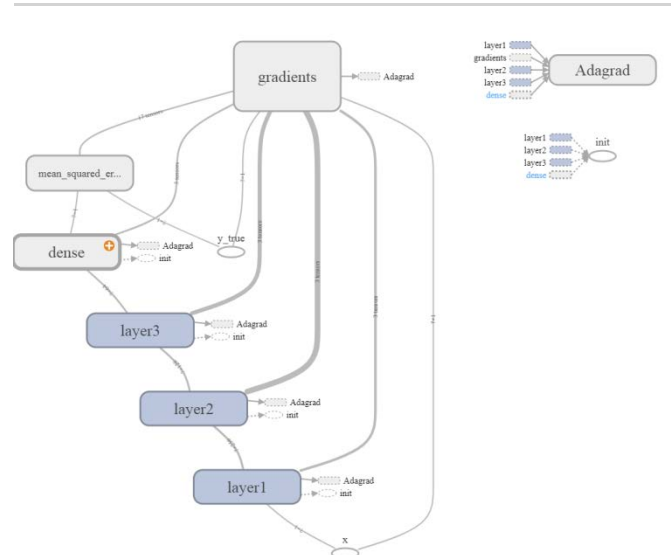 gradients
Adagrad
mean_squared_er...
y_true
dense
Adagrad
init
layer3
Adagrad
init
layer2
Adagrad
init
layer1
Adagrad
init
x
layer1
gradients
layer2
layer3
dense
Adagrad
layer1
layer2
layer3
dense
init